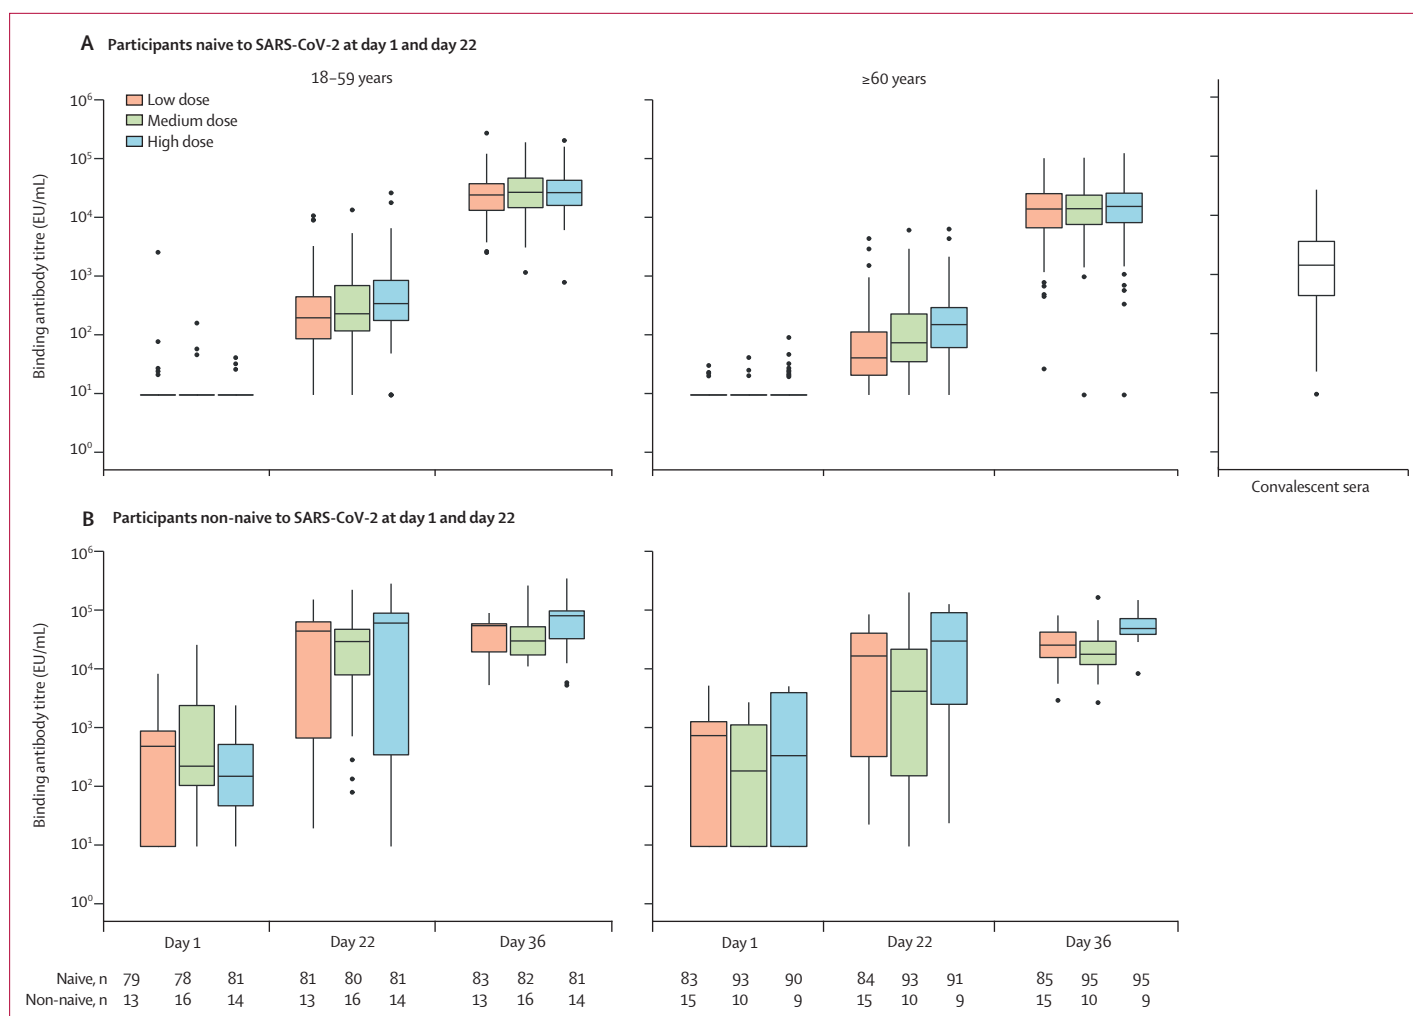 A Participants naive to SARS-CoV-2 at day 1 and day 22
18–59 years
≥60 years
Low dose
Medium dose
High dose
Binding antibody titre (EU/mL)
10⁶
10⁵
10⁴
10³
10²
10¹
10⁰
Convalescent sera
B Participants non-naive to SARS-CoV-2 at day 1 and day 22
Binding antibody titre (EU/mL)
10⁶
10⁵
10⁴
10³
10²
10¹
10⁰
Day 1 Day 22 Day 36 Day 1 Day 22 Day 36
Naive, n 79 78 81 81 80 81 83 82 81 83 93 90 84 93 91 85 95 95
Non-naive, n 13 16 14 13 16 14 13 16 14 15 10 9 15 10 9 15 10 9